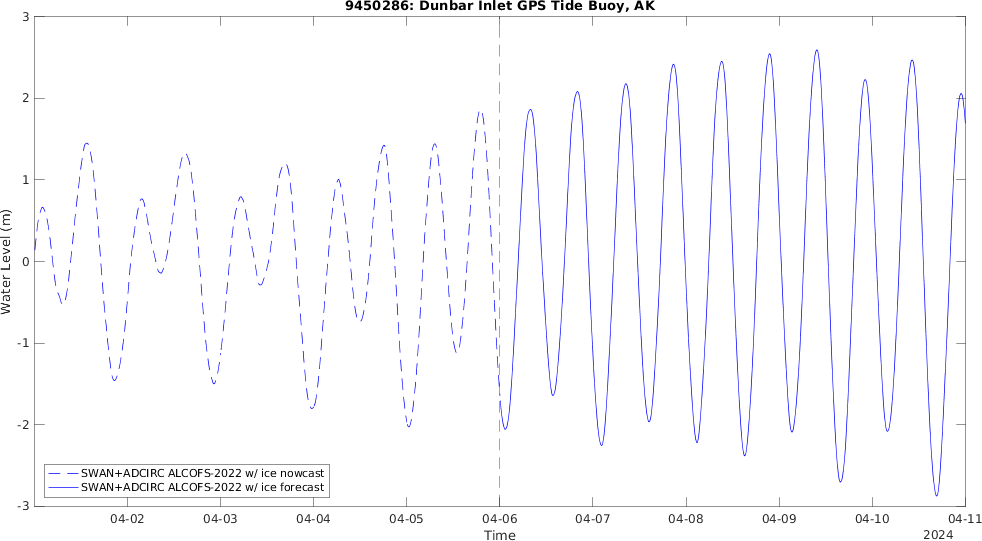 9450286: Dunbar Inlet GPS Tide Buoy, AK
3
2
1
0
-1
-2
-3
Water Level (m)
SWAN+ADCIRC ALCOFS-2022 w/ ice nowcast
SWAN+ADCIRC ALCOFS-2022 w/ ice forecast
04-02 04-03 04-04 04-05 04-06 04-07 04-08 04-09 04-10 04-11
Time
2024